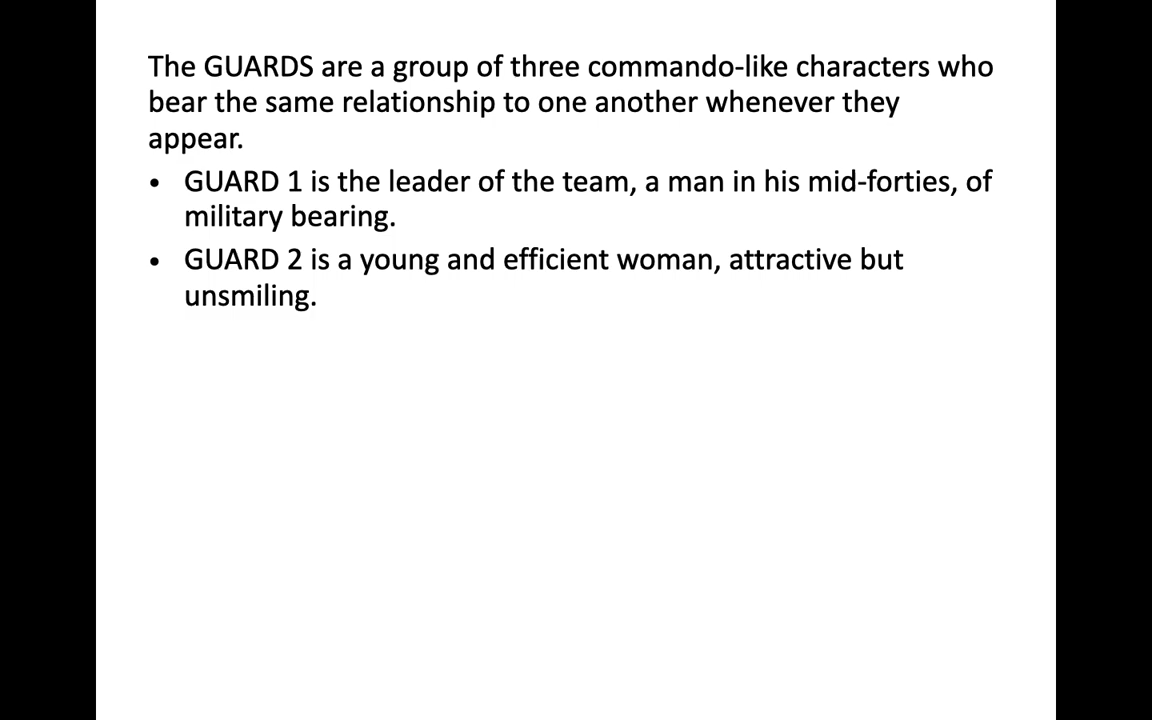 The GUARDS are a group of three commando-like characters who
bear the same relationship to one another whenever they
appear.
• GUARD 1 is the leader of the team, a man in his mid-forties, of
military bearing.
• GUARD 2 is a young and efficient woman, attractive but
unsmiling.